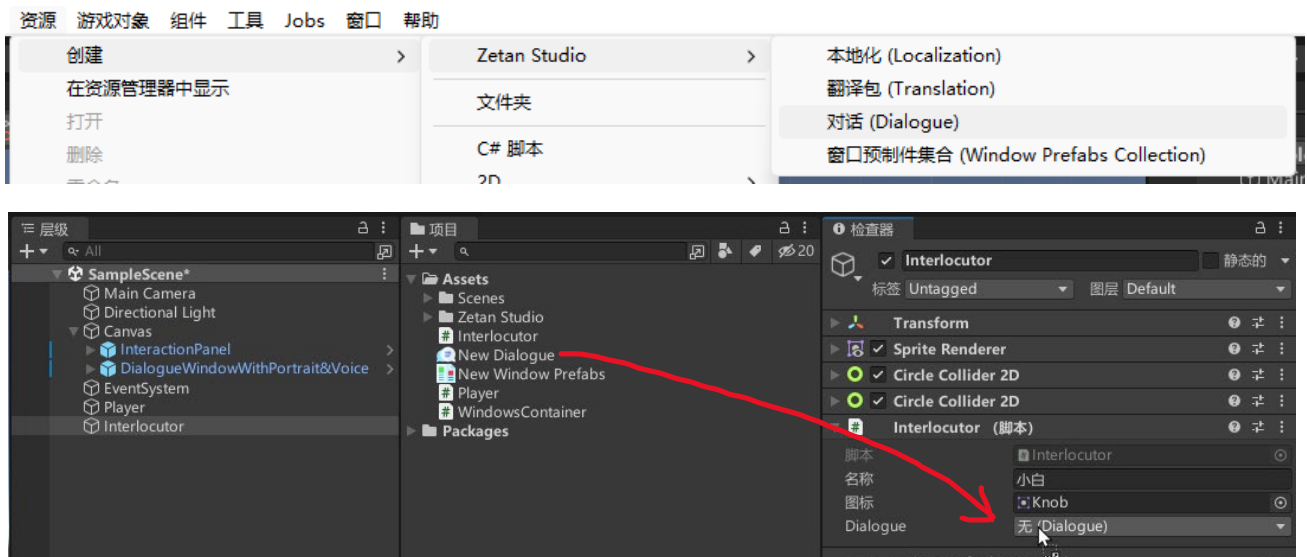 资源 游戏对象 组件 工具 Jobs 窗口 帮助
创建 Zetan Studio 本地化 (Localization)
在资源管理器中显示 文件夹 翻译包 (Translation)
打开 对话 (Dialogue)
删除 C# 脚本 窗口预制件集合 (Window Prefabs Collection)
2D
层级 项目 检查器
All 20 Interlocutor 静态的
SampleScene* Assets 标签 Untagged 图层 Default
Main Camera Scenes
Directional Light Zetan Studio Transform
Canvas Interlocutor
InteractionPanel New Dialogue Sprite Renderer
DialogueWindowWithPortrait&Voice New Window Prefabs Circle Collider 2D
EventSystem Player Circle Collider 2D
Player WindowsContainer
Interlocutor Packages Interlocutor (脚本)
脚本 Interlocutor
名称 小白
图标 Knob
Dialogue 无 (Dialogue)